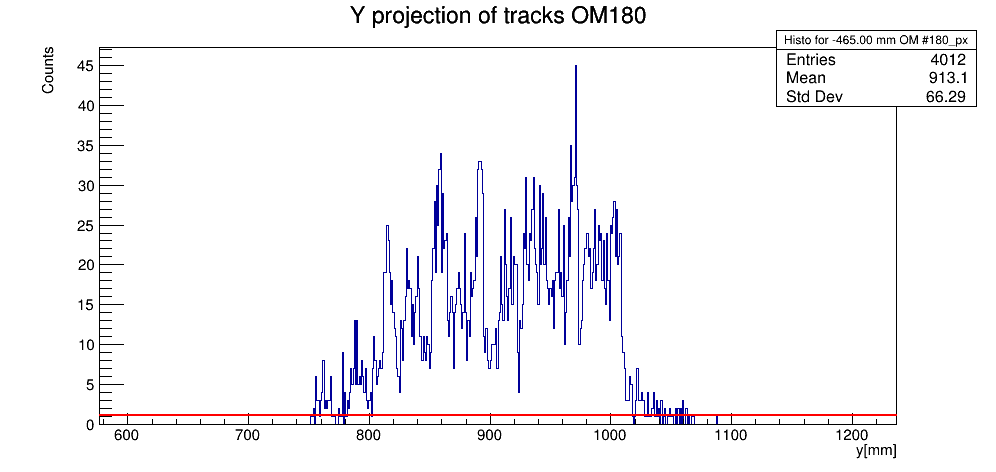 Y projection of tracks OM180
Histo for -465.00 mm OM #180_px
Entries 4012
Mean 913.1
Std Dev 66.29
Counts
45
40
35
30
25
20
15
10
5
0
600 700 800 900 1000 1100 1200
y[mm]